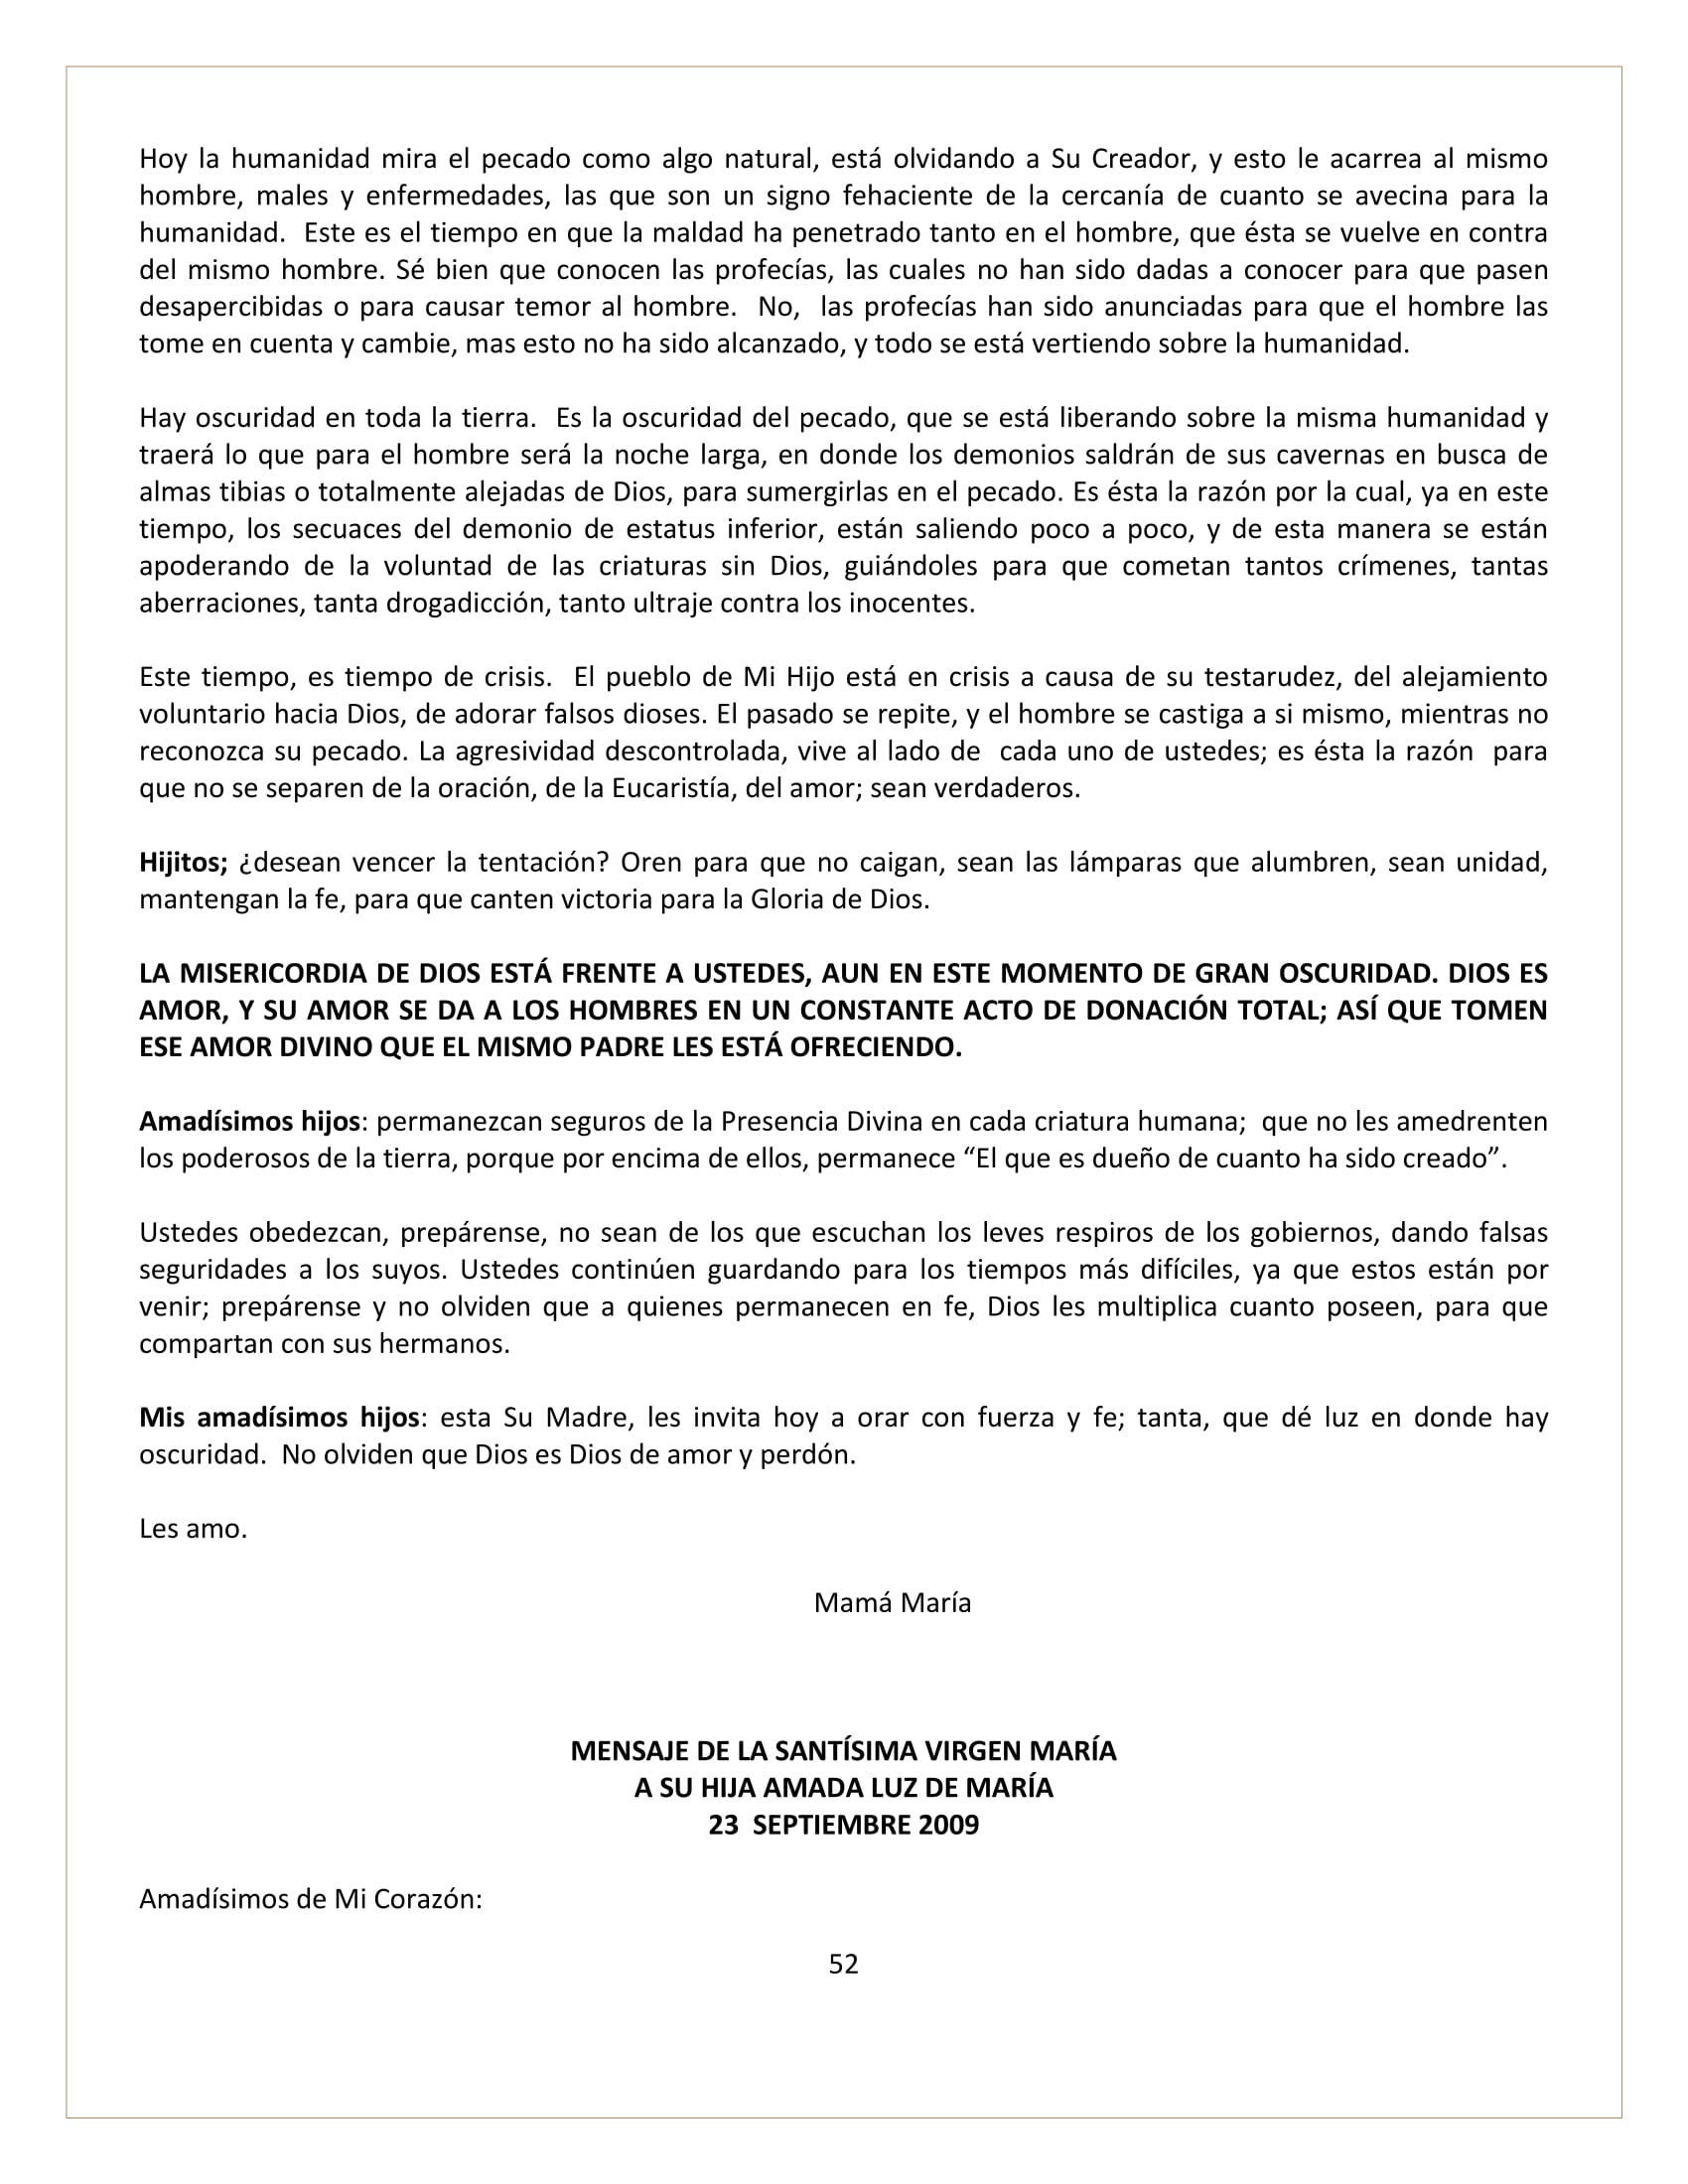 Hoy la humanidad mira el pecado como algo natural, está olvidando a Su Creador, y esto le acarrea al mismo
hombre, males y enfermedades, las que son un signo fehaciente de la cercanía de cuanto se avecina para la
humanidad.  Este es el tiempo en que la maldad ha penetrado tanto en el hombre, que ésta se vuelve en contra
del mismo hombre. Sé bien que conocen las profecías, las cuales no han sido dadas a conocer para que pasen
desapercibidas o para causar temor al hombre.  No,  las profecías han sido anunciadas para que el hombre las
tome en cuenta y cambie, mas esto no ha sido alcanzado, y todo se está vertiendo sobre la humanidad.
Hay oscuridad en toda la tierra.  Es la oscuridad del pecado, que se está liberando sobre la misma humanidad y
traerá lo que para el hombre será la noche larga, en donde los demonios saldrán de sus cavernas en busca de
almas tibias o totalmente alejadas de Dios, para sumergirlas en el pecado. Es ésta la razón por la cual, ya en este
tiempo, los secuaces del demonio de estatus inferior, están saliendo poco a poco, y de esta manera se están
apoderando de la voluntad de las criaturas sin Dios, guiándoles para que cometan tantos crímenes, tantas
aberraciones, tanta drogadicción, tanto ultraje contra los inocentes.
Este tiempo, es tiempo de crisis.  El pueblo de Mi Hijo está en crisis a causa de su testarudez, del alejamiento
voluntario hacia Dios, de adorar falsos dioses. El pasado se repite, y el hombre se castiga a si mismo, mientras no
reconozca su pecado. La agresividad descontrolada, vive al lado de  cada uno de ustedes; es ésta la razón  para
que no se separen de la oración, de la Eucaristía, del amor; sean verdaderos.
Hijitos; ¿desean vencer la tentación? Oren para que no caigan, sean las lámparas que alumbren, sean unidad,
mantengan la fe, para que canten victoria para la Gloria de Dios.
LA MISERICORDIA DE DIOS ESTÁ FRENTE A USTEDES, AUN EN ESTE MOMENTO DE GRAN OSCURIDAD. DIOS ES
AMOR, Y SU AMOR SE DA A LOS HOMBRES EN UN CONSTANTE ACTO DE DONACIÓN TOTAL; ASÍ QUE TOMEN
ESE AMOR DIVINO QUE EL MISMO PADRE LES ESTÁ OFRECIENDO.
Amadísimos hijos: permanezcan seguros de la Presencia Divina en cada criatura humana;  que no les amedrenten
los poderosos de la tierra, porque por encima de ellos, permanece “El que es dueño de cuanto ha sido creado”.
Ustedes obedezcan, prepárense, no sean de los que escuchan los leves respiros de los gobiernos, dando falsas
seguridades a los suyos. Ustedes continúen guardando para los tiempos más difíciles, ya que estos están por
venir; prepárense y no olviden que a quienes permanecen en fe, Dios les multiplica cuanto poseen, para que
compartan con sus hermanos.
Mis amadísimos hijos: esta Su Madre, les invita hoy a orar con fuerza y fe; tanta, que dé luz en donde hay
oscuridad.  No olviden que Dios es Dios de amor y perdón.
Les amo.
Mamá María
MENSAJE DE LA SANTÍSIMA VIRGEN MARÍA
A SU HIJA AMADA LUZ DE MARÍA
23  SEPTIEMBRE 2009
Amadísimos de Mi Corazón:
52